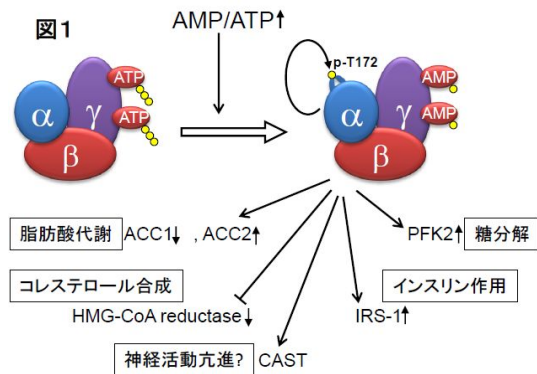 図1
AMP/ATP↑
p-T172
ATP
ATP
α
γ
β
AMP
AMP
α
γ
β
脂肪酸代謝 ACC1↓ , ACC2↑
PFK2↑ 糖分解
コレステロール合成
HMG-CoA reductase↓
インスリン作用
IRS-1↑
神経活動亢進? CAST